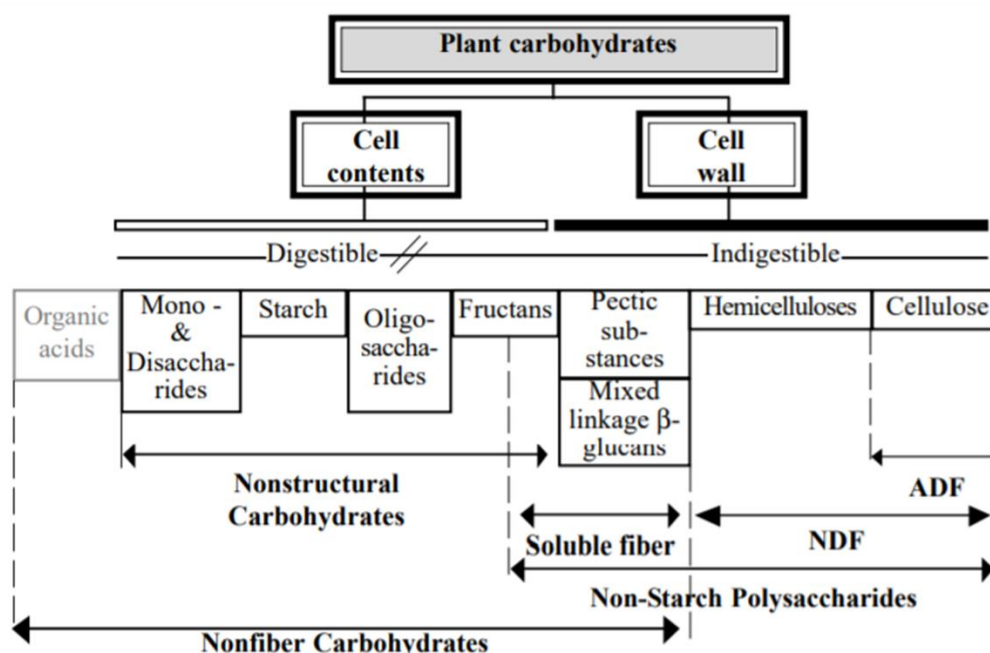 Plant carbohydrates
Cell
contents
Cell
wall
Digestible
Indigestible
Organic
acids
Mono -
&
Disaccha-
rides
Starch
Oligo-
saccha-
rides
Fructans
Pectic
sub-
stances
Mixed
linkage β-
glucans
Hemicelluloses
Cellulose
Nonstructural
Carbohydrates
ADF
Soluble fiber
NDF
Non-Starch Polysaccharides
Nonfiber Carbohydrates